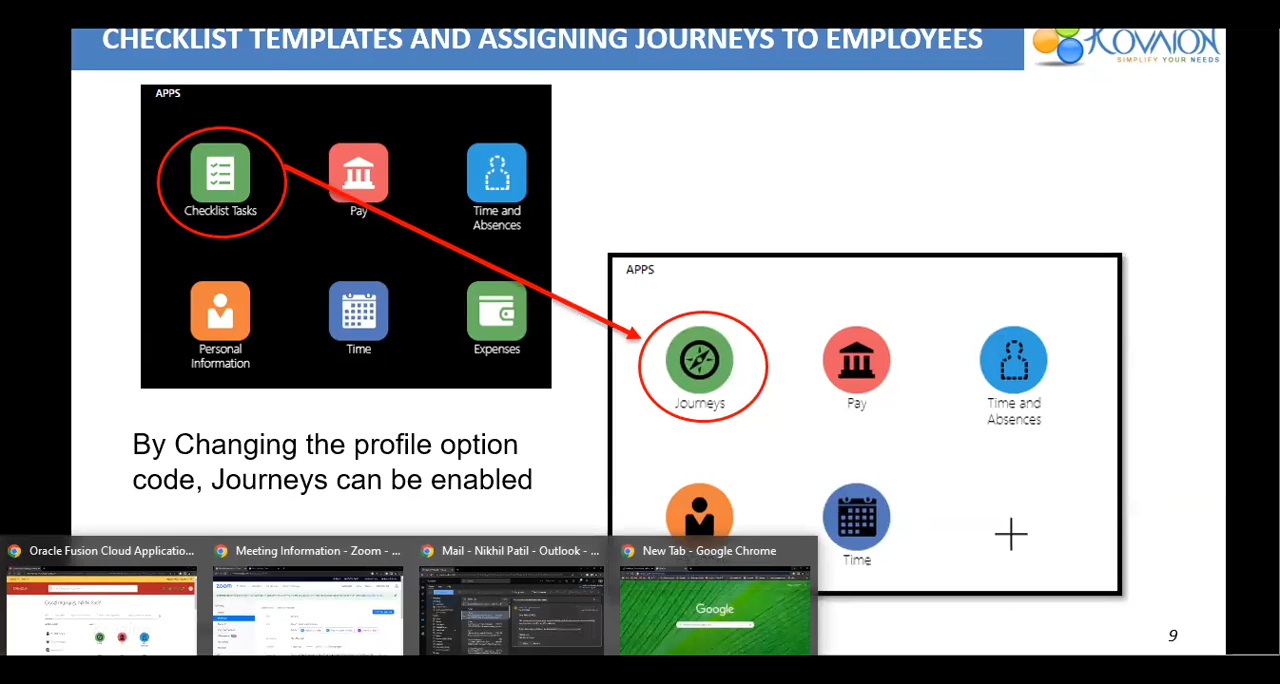 CHECKLIST TEMPLATES AND ASSIGNING JOURNEYS TO EMPLOYEES
KOVAION
SIMPLIFY YOUR NEEDS
APPS
Checklist Tasks
Pay
Time and
Absences
Personal
Information
Time
Expenses
APPS
Journeys
Pay
Time and
Absences
Time
By Changing the profile option
code, Journeys can be enabled
Oracle Fusion Cloud Applicatio...
Meeting Information - Zoom - ...
Mail - Nikhil Patil - Outlook - ...
New Tab - Google Chrome
zoom
Google
9